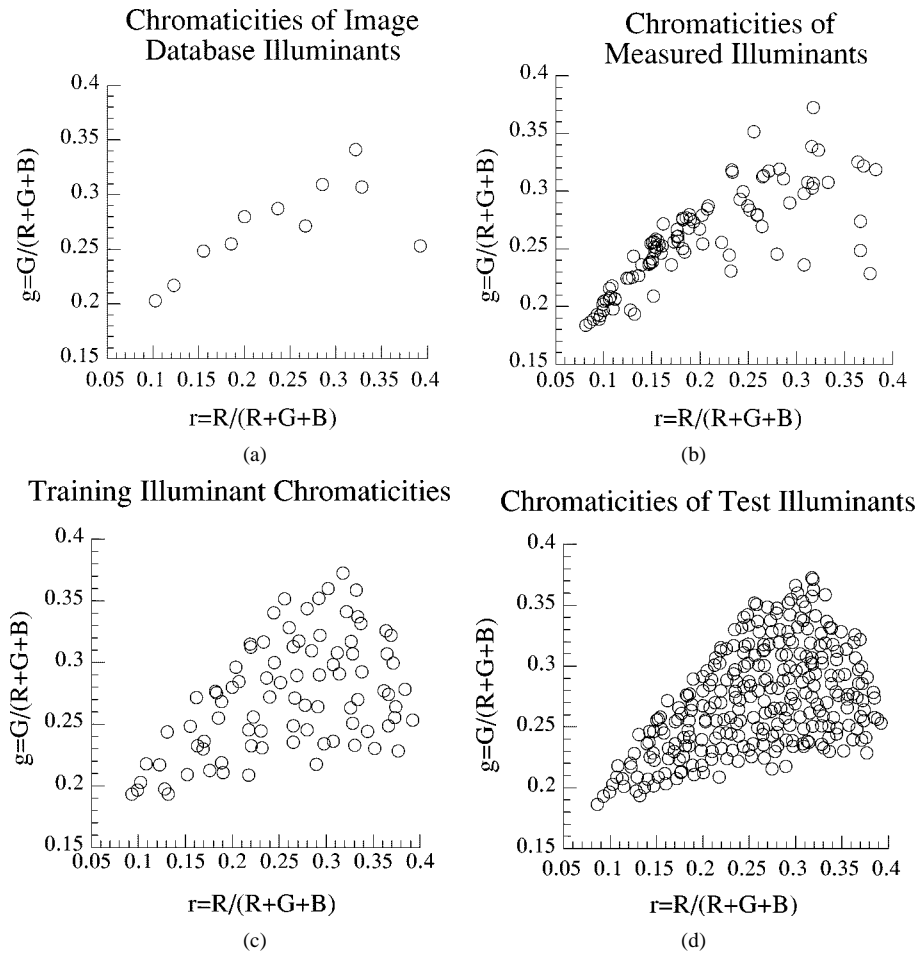 Chromaticities of Image
Database Illuminants
0.4
0.35
0.3
0.25
0.2
0.15
g=G/(R+G+B)
0.05 0.1 0.15 0.2 0.25 0.3 0.35 0.4
r=R/(R+G+B)
(a)
Chromaticities of
Measured Illuminants
0.4
0.35
0.3
0.25
0.2
0.15
g=G/(R+G+B)
0.05 0.1 0.15 0.2 0.25 0.3 0.35 0.4
r=R/(R+G+B)
(b)
Training Illuminant Chromaticities
0.4
0.35
0.3
0.25
0.2
0.15
g=G/(R+G+B)
0.05 0.1 0.15 0.2 0.25 0.3 0.35 0.4
r=R/(R+G+B)
(c)
Chromaticities of Test Illuminants
0.4
0.35
0.3
0.25
0.2
0.15
g=G/(R+G+B)
0.05 0.1 0.15 0.2 0.25 0.3 0.35 0.4
r=R/(R+G+B)
(d)